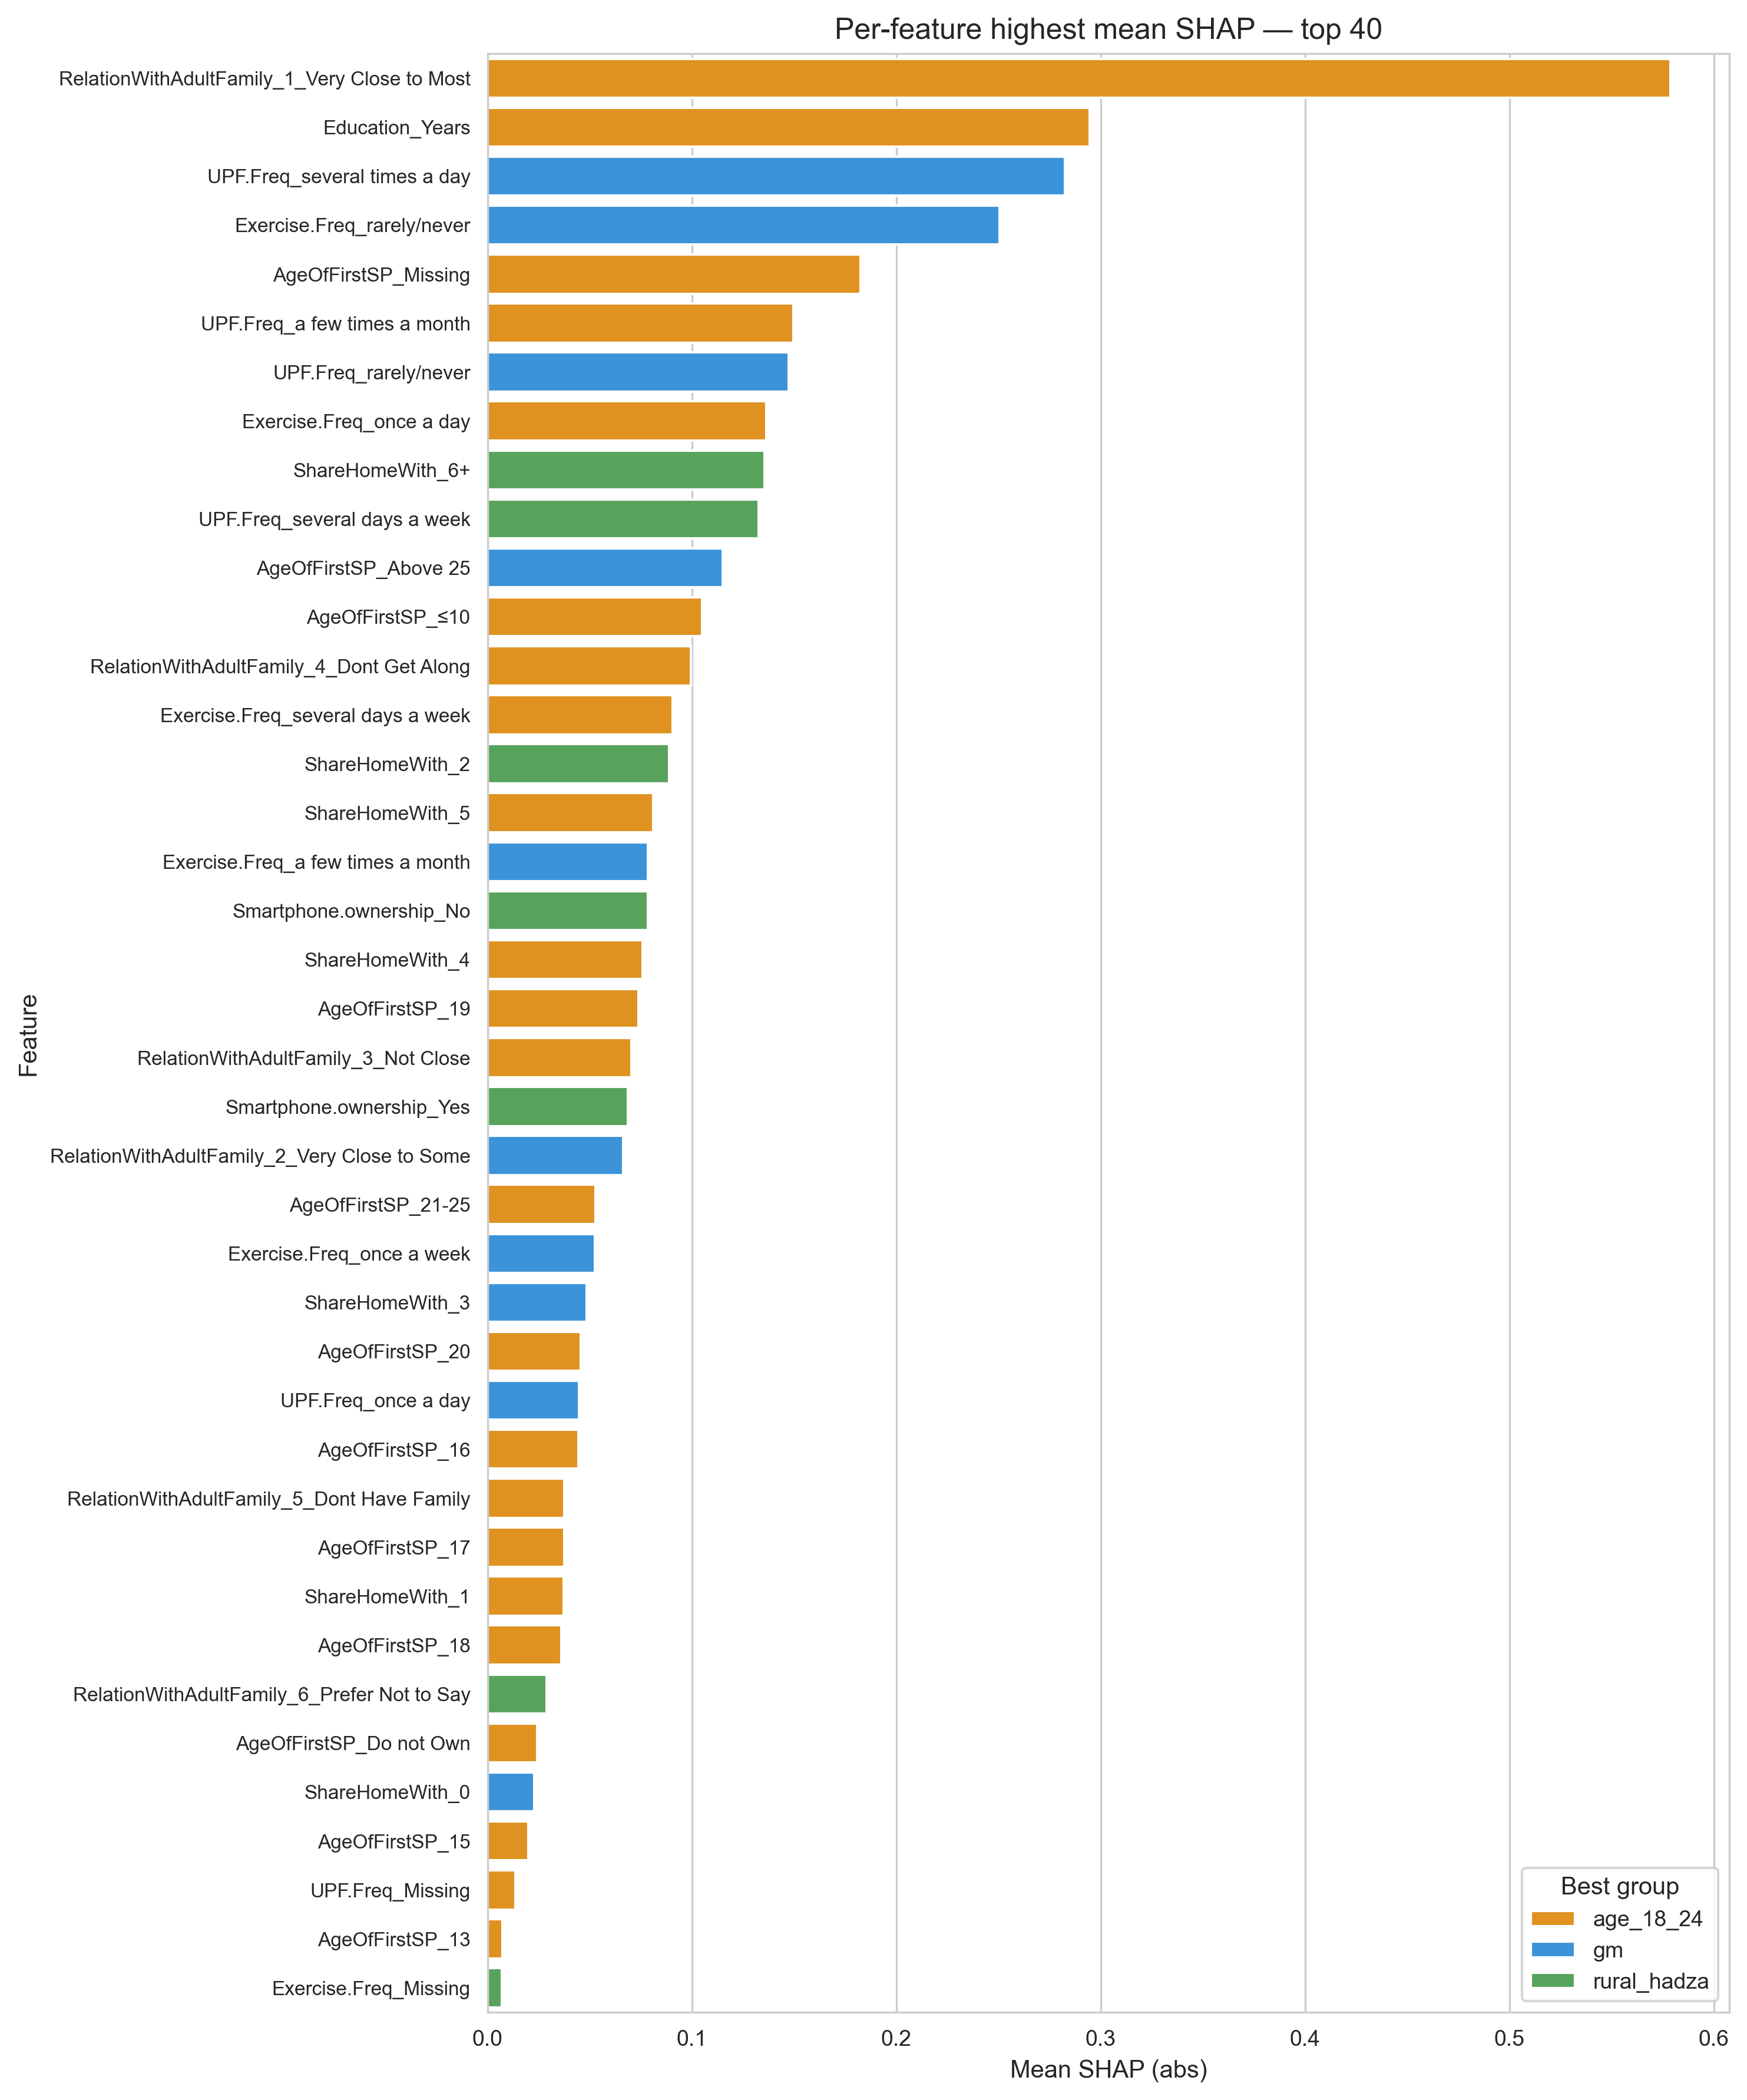 Per-feature highest mean SHAP — top 40
RelationWithAdultFamily_1_Very Close to Most
Education_Years
UPF.Freq_several times a day
Exercise.Freq_rarely/never
AgeOfFirstSP_Missing
UPF.Freq_a few times a month
UPF.Freq_rarely/never
Exercise.Freq_once a day
ShareHomeWith_6+
UPF.Freq_several days a week
AgeOfFirstSP_Above 25
AgeOfFirstSP_≤10
RelationWithAdultFamily_4_Dont Get Along
Exercise.Freq_several days a week
ShareHomeWith_2
ShareHomeWith_5
Exercise.Freq_a few times a month
Smartphone.ownership_No
ShareHomeWith_4
AgeOfFirstSP_19
RelationWithAdultFamily_3_Not Close
Smartphone.ownership_Yes
RelationWithAdultFamily_2_Very Close to Some
AgeOfFirstSP_21-25
Exercise.Freq_once a week
ShareHomeWith_3
AgeOfFirstSP_20
UPF.Freq_once a day
AgeOfFirstSP_16
RelationWithAdultFamily_5_Dont Have Family
AgeOfFirstSP_17
ShareHomeWith_1
AgeOfFirstSP_18
RelationWithAdultFamily_6_Prefer Not to Say
AgeOfFirstSP_Do not Own
ShareHomeWith_0
AgeOfFirstSP_15
UPF.Freq_Missing
AgeOfFirstSP_13
Exercise.Freq_Missing
Feature
0.0 0.1 0.2 0.3 0.4 0.5 0.6
Mean SHAP (abs)
Best group
age_18_24
gm
rural_hadza